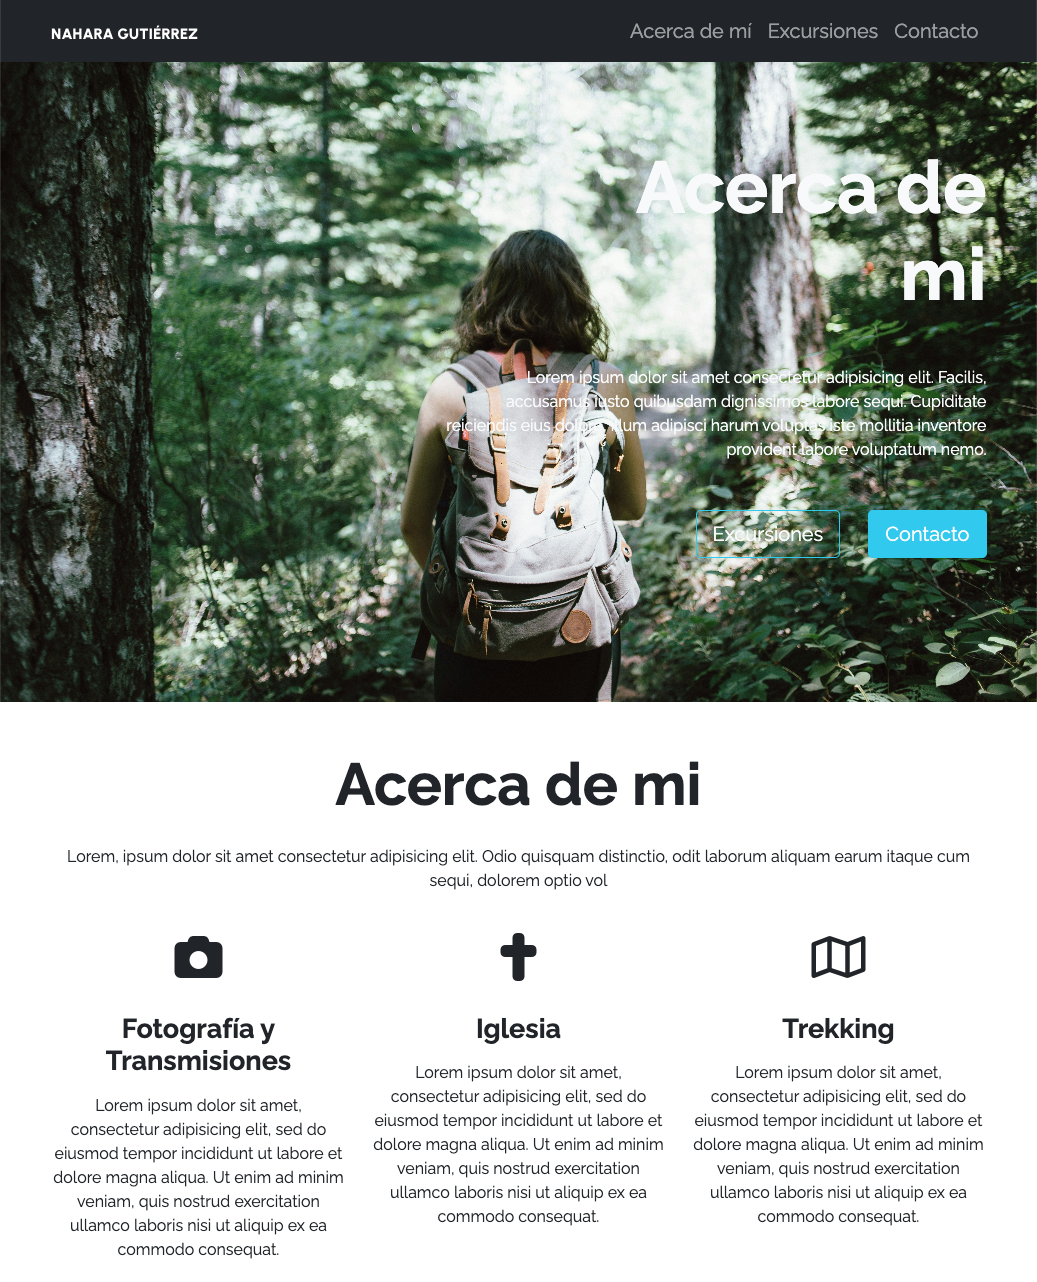 NAHARA GUTIÉRREZ
Acerca de mí Excursiones Contacto
Acerca de
mi
Lorem ipsum dolor sit amet consectetur adipisicing elit. Facilis,
accusamus iusto quibusdam dignissimos labore sequi. Cupiditate
reiciendis eius dolore, illum adipisci harum voluptas iste mollitia inventore
provident labore voluptatum nemo.
Excursiones Contacto
Acerca de mi
Lorem, ipsum dolor sit amet consectetur adipisicing elit. Odio quisquam distinctio, odit laborum aliquam earum itaque cum
sequi, dolorem optio vol
Fotografía y
Transmisiones
Lorem ipsum dolor sit amet,
consectetur adipisicing elit, sed do
eiusmod tempor incididunt ut labore et
dolore magna aliqua. Ut enim ad minim
veniam, quis nostrud exercitation
ullamco laboris nisi ut aliquip ex ea
commodo consequat.
Iglesia
Lorem ipsum dolor sit amet,
consectetur adipisicing elit, sed do
eiusmod tempor incididunt ut labore et
dolore magna aliqua. Ut enim ad minim
veniam, quis nostrud exercitation
ullamco laboris nisi ut aliquip ex ea
commodo consequat.
Trekking
Lorem ipsum dolor sit amet,
consectetur adipisicing elit, sed do
eiusmod tempor incididunt ut labore et
dolore magna aliqua. Ut enim ad minim
veniam, quis nostrud exercitation
ullamco laboris nisi ut aliquip ex ea
commodo consequat.